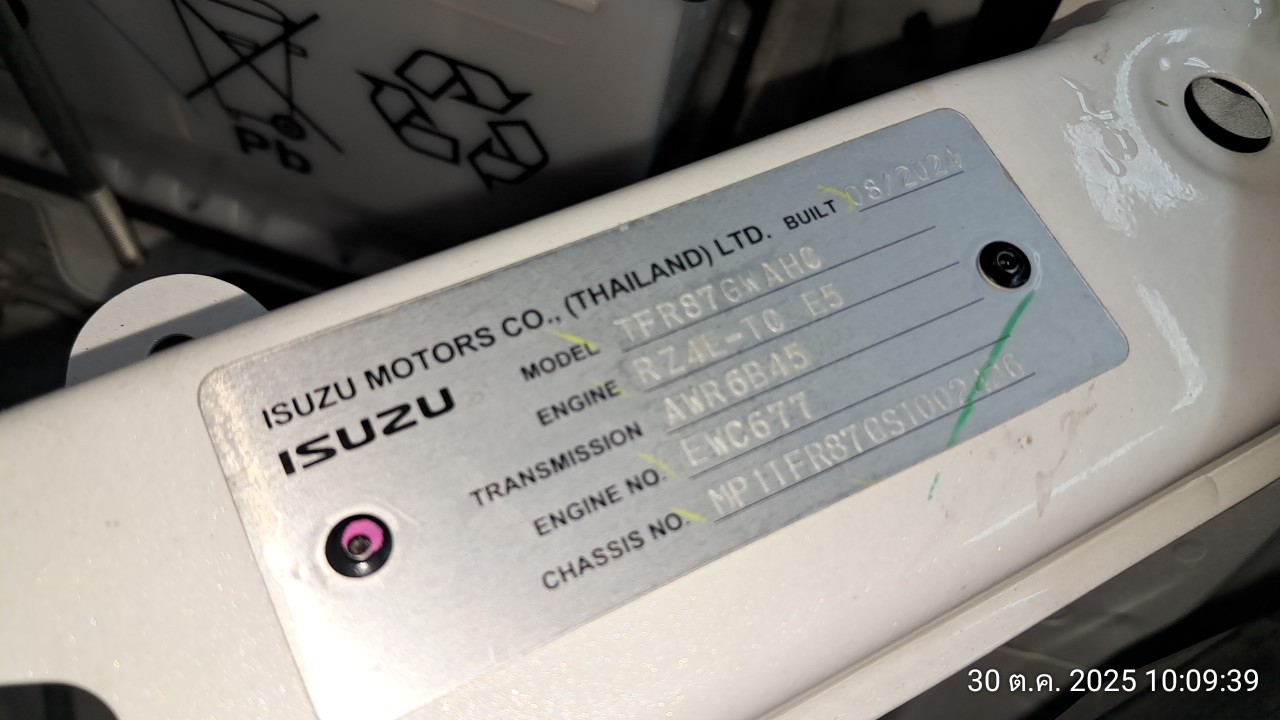 Pb
ISUZU MOTORS CO., (THAILAND) LTD. BUILT 08/2024
ISUZU
MODEL TFR87GWAHC
ENGINE RZ4E-TC E5
TRANSMISSION AWR6B45
ENGINE NO. EWC677
CHASSIS NO.
30 ต.ค. 2025 10:09:39